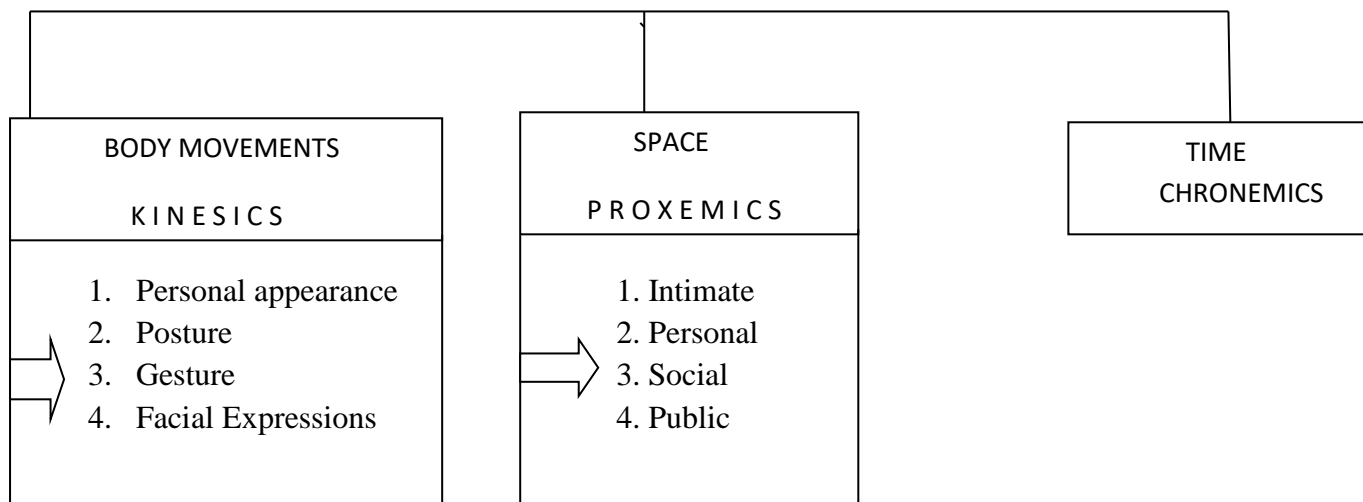 BODY MOVEMENTS
K I N E S I C S
1. Personal appearance
2. Posture
3. Gesture
4. Facial Expressions
SPACE
P R O X E M I C S
1. Intimate
2. Personal
3. Social
4. Public
TIME
CHRONEMICS